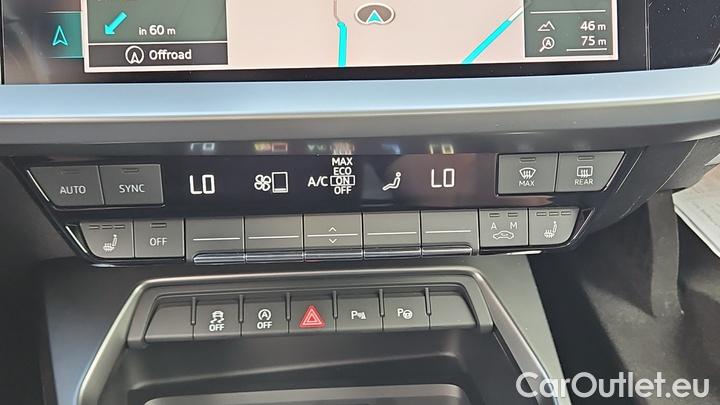 in 60 m
Offroad
46 m
75 m
ECO
MAX
ECO
A/C ON
OFF
LO
LO
AUTO
SYNC
MAX
REAR
OFF
A M
OFF
OFF
P
P
CarOutlet.eu